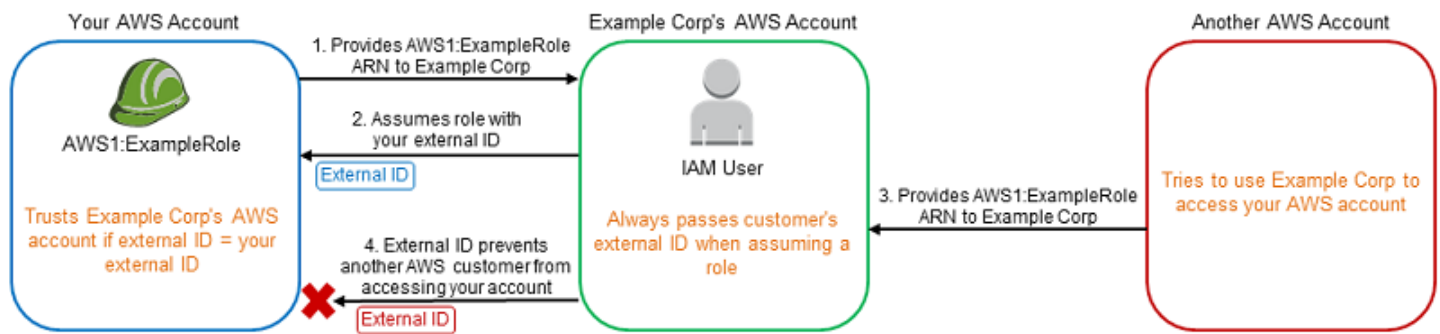 Your AWS Account
Example Corp's AWS Account
Another AWS Account
1. Provides AWS1:ExampleRole
ARN to Example Corp
AWS1:ExampleRole
2. Assumes role with
your external ID
External ID
IAM User
Trusts Example Corp's AWS
account if external ID = your
external ID
Always passes customer's
external ID when assuming a
role
3. Provides AWS1:ExampleRole
ARN to Example Corp
Tries to use Example Corp to
access your AWS account
4. External ID prevents
another AWS customer from
accessing your account
External ID